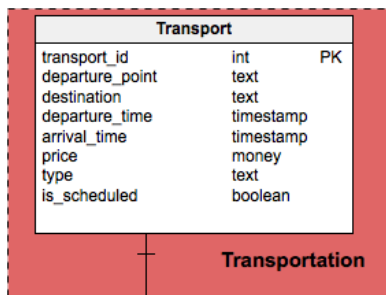 Transport
transport_id int PK
departure_point text
destination text
departure_time timestamp
arrival_time timestamp
price money
type text
is_scheduled boolean
Transportation